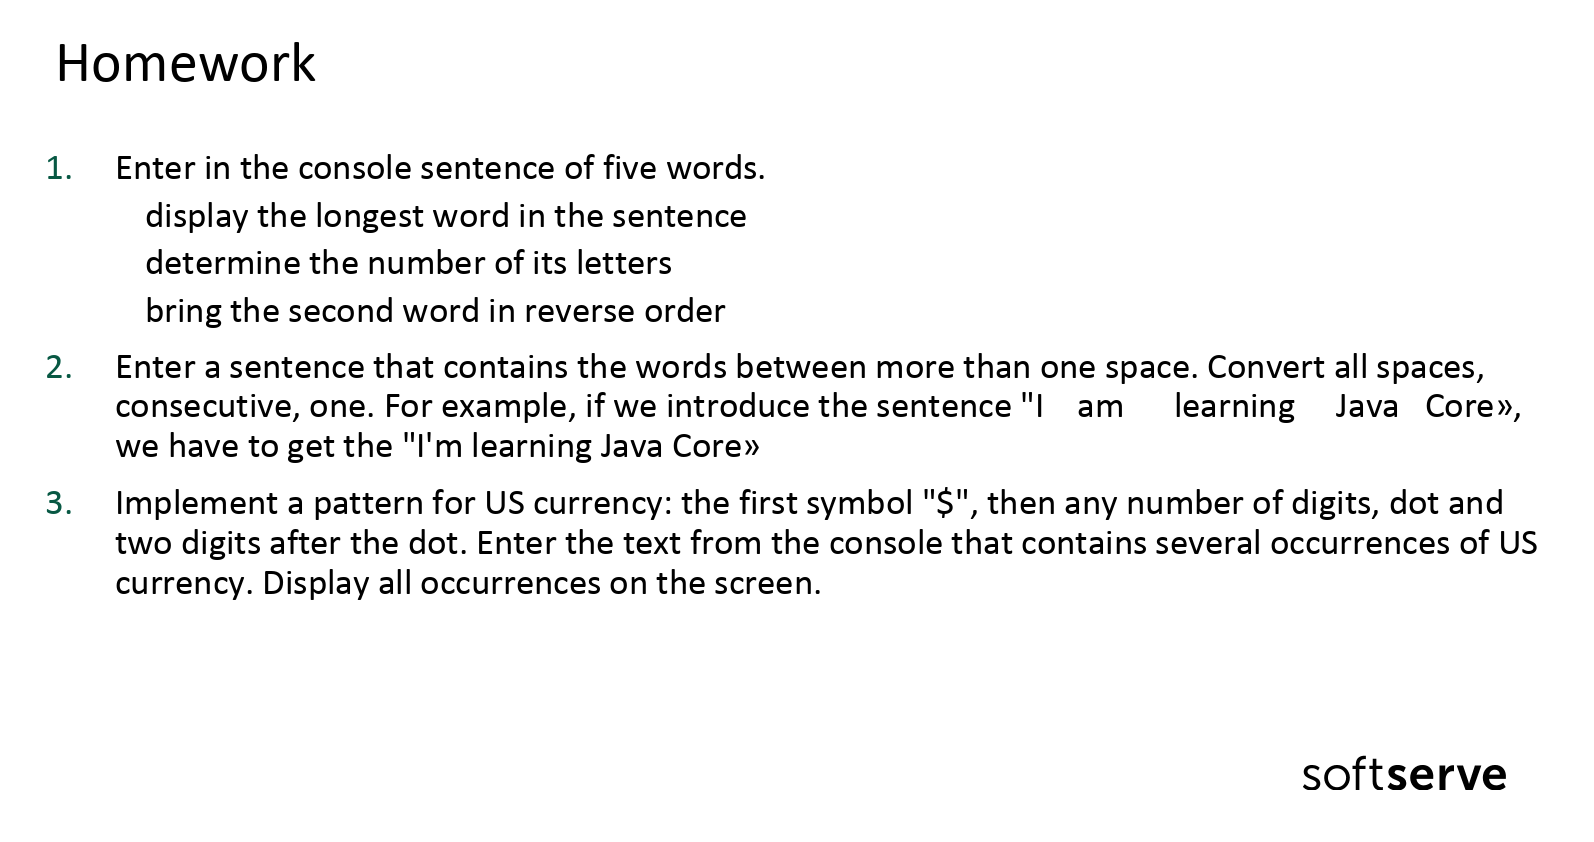 Homework
1. Enter in the console sentence of five words.
display the longest word in the sentence
determine the number of its letters
bring the second word in reverse order
2. Enter a sentence that contains the words between more than one space. Convert all spaces,
consecutive, one. For example, if we introduce the sentence "I    am      learning     Java   Core»,
we have to get the "I'm learning Java Core»
3. Implement a pattern for US currency: the first symbol "$", then any number of digits, dot and
two digits after the dot. Enter the text from the console that contains several occurrences of US
currency. Display all occurrences on the screen.
softserve